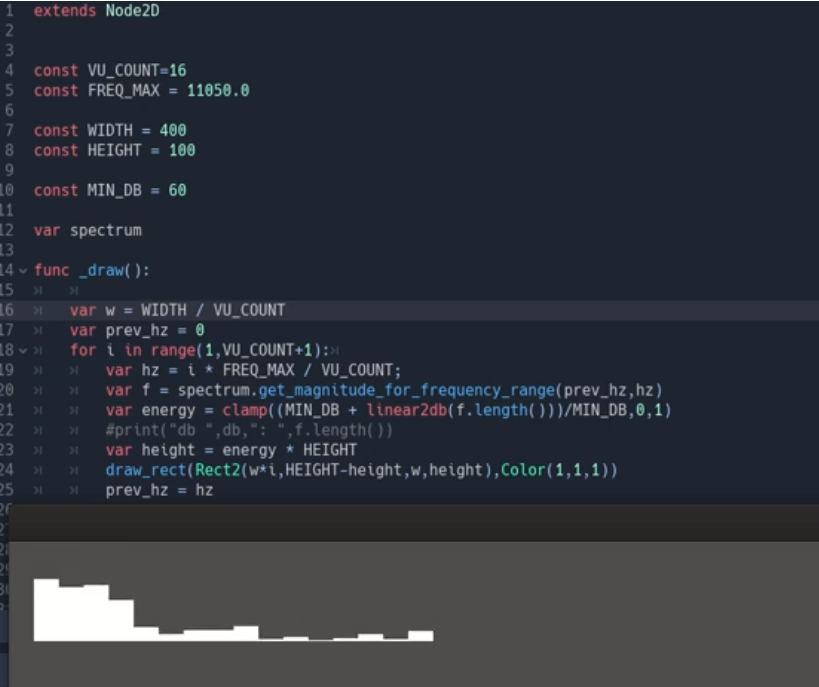 1 extends Node2D
2
3
4 const VU_COUNT=16
5 const FREQ_MAX = 11050.0
6
7 const WIDTH = 400
8 const HEIGHT = 100
9
10 const MIN_DB = 60
11
12 var spectrum
13
14 func _draw():
15
16 var w = WIDTH / VU_COUNT
17 var prev_hz = 0
18 for i in range(1,VU_COUNT+1):
19 var hz = i * FREQ_MAX / VU_COUNT;
20 var f = spectrum.get_magnitude_for_frequency_range(prev_hz,hz)
21 var energy = clamp((MIN_DB + linear2db(f.length()))/MIN_DB,0,1)
22 #print("db ",db,": ",f.length())
23 var height = energy * HEIGHT
24 draw_rect(Rect2(w*i,HEIGHT-height,w,height),Color(1,1,1))
25 prev_hz = hz